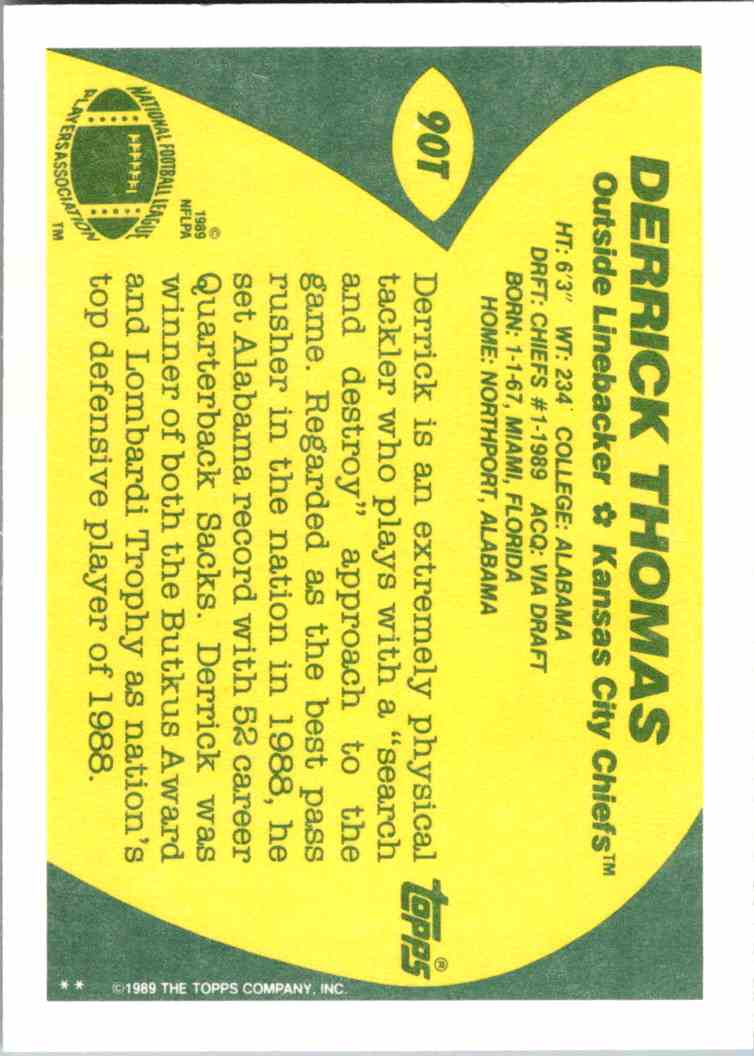 90T
DERRICK THOMAS
Outside Linebacker ✿ Kansas City Chiefs™
HT: 6'3" WT: 234 COLLEGE: ALABAMA
DRFT: CHIEFS #1-1989 ACQ: VIA DRAFT
BORN: 1-1-67, MIAMI, FLORIDA
HOME: NORTHPORT, ALABAMA
Derrick is an extremely physical
tackler who plays with a "search
and destroy" approach to the
game. Regarded as the best pass
rusher in the nation in 1988, he
set Alabama record with 52 career
Quarterback Sacks. Derrick was
winner of both the Butkus Award
and Lombardi Trophy as nation's
top defensive player of 1988.
NATIONAL FOOTBALL LEAGUE
PLAYERS ASSOCIATION
TM
©
1989
NFLPA
topps®
** ©1989 THE TOPPS COMPANY, INC.